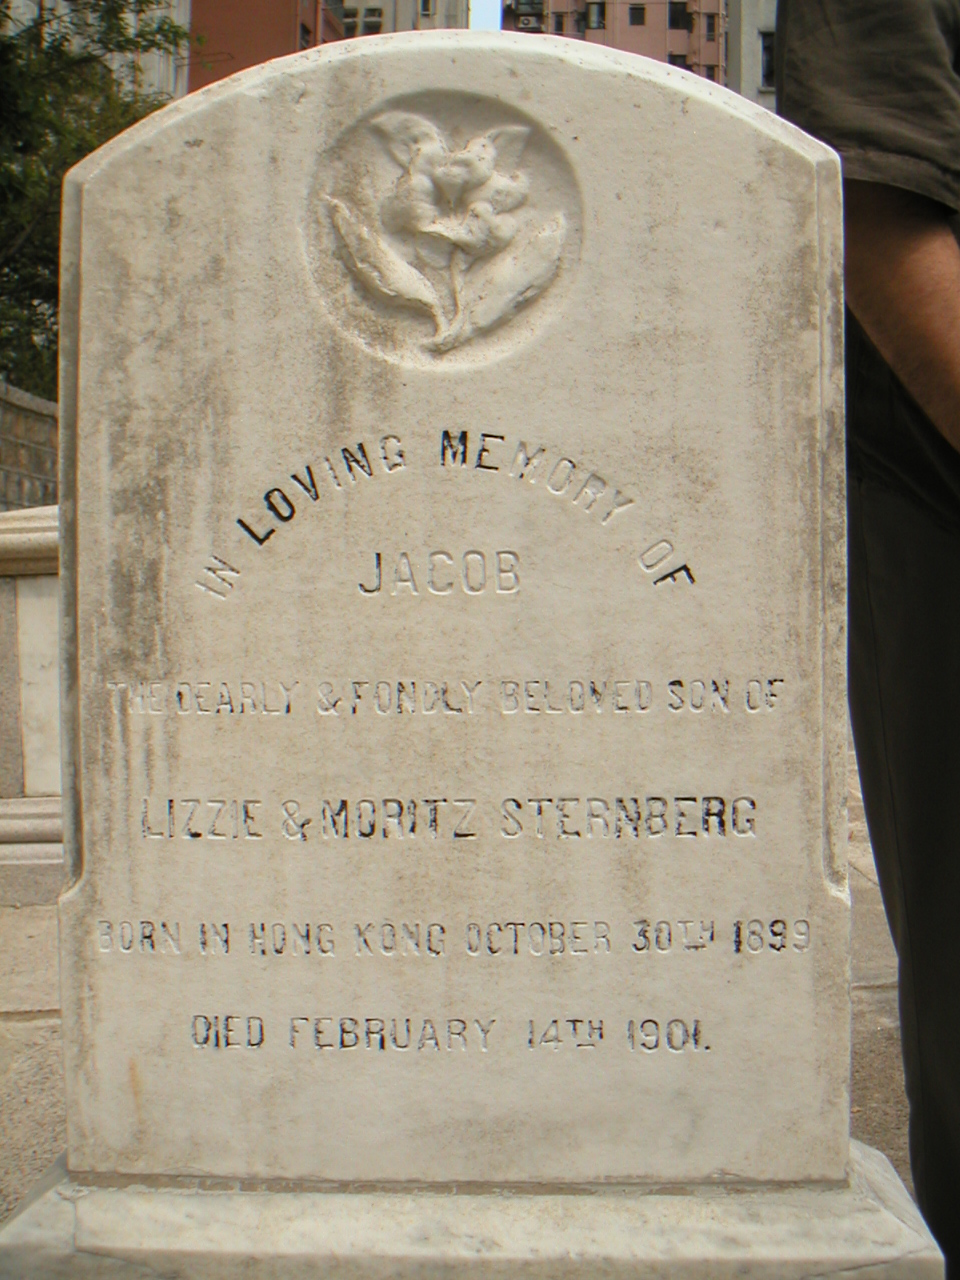 IN LOVING MEMORY OF
JACOB
THE DEARLY & FONDLY BELOVED SON OF
LIZZIE & MORITZ STERNBERG
BORN IN HONG KONG OCTOBER 30TH 1899
DIED FEBRUARY 14TH 1901.